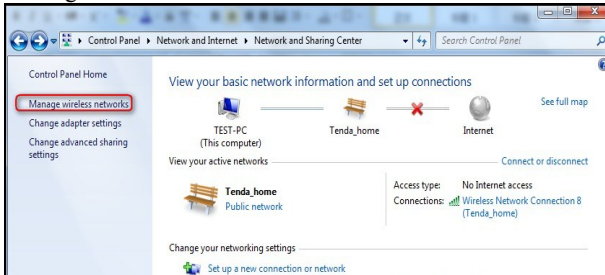 Control Panel ▸ Network and Internet ▸ Network and Sharing Center
Search Control Panel
Control Panel Home
Manage wireless networks
Change adapter settings
Change advanced sharing
settings
View your basic network information and set up connections
See full map
TEST-PC
(This computer)
Tenda_home
Internet
View your active networks
Connect or disconnect
Tenda_home
Public network
Access type: No Internet access
Connections: Wireless Network Connection 8
(Tenda_home)
Change your networking settings
Set up a new connection or network